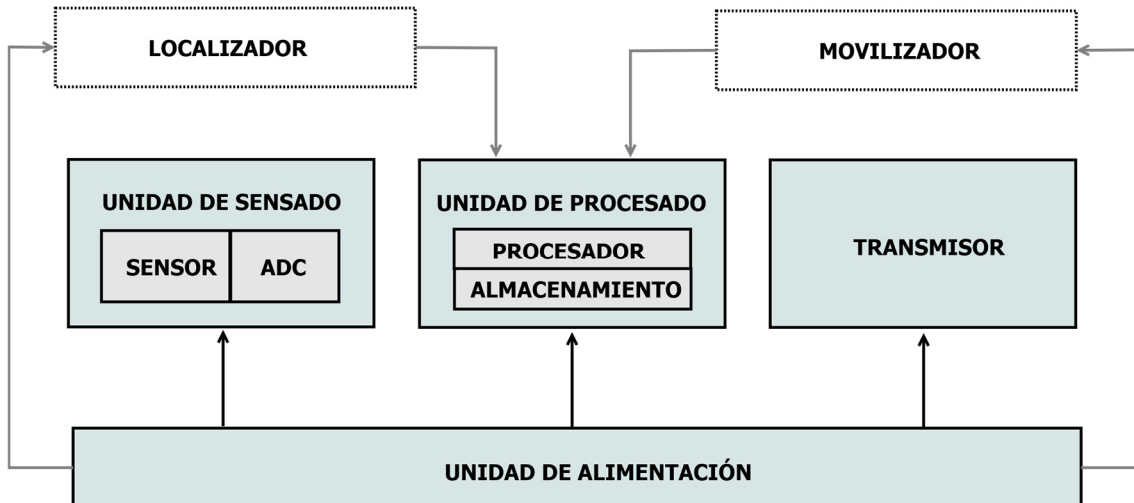 LOCALIZADOR
MOVILIZADOR
UNIDAD DE SENSADO
SENSOR
ADC
UNIDAD DE PROCESADO
PROCESADOR
ALMACENAMIENTO
TRANSMISOR
UNIDAD DE ALIMENTACIÓN